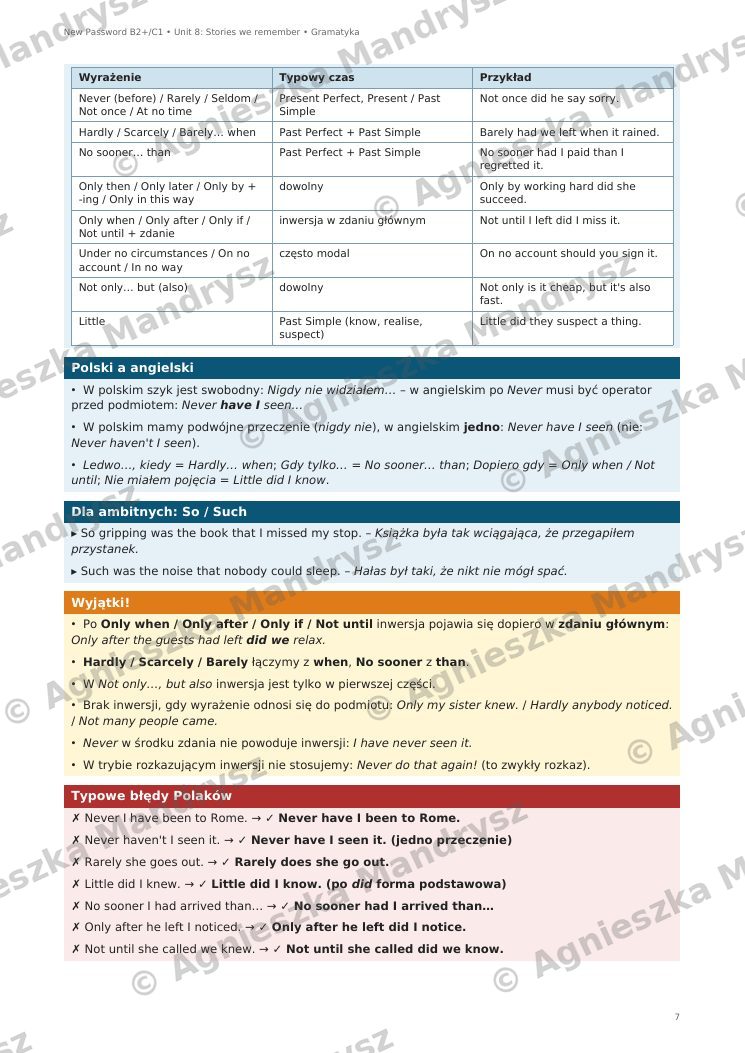 New Password B2+/C1 • Unit 8: Stories we remember • Gramatyka
Wyrażenie Typowy czas Przykład
Never (before) / Rarely / Seldom / Present Perfect, Present / Past Not once did he say sorry.
Not once / At no time Simple
Hardly / Scarcely / Barely… when Past Perfect + Past Simple Barely had we left when it rained.
No sooner… than Past Perfect + Past Simple No sooner had I paid than I
regretted it.
Only then / Only later / Only by + dowolny Only by working hard did she
-ing / Only in this way succeed.
Only when / Only after / Only if / inwersja w zdaniu głównym Not until I left did I miss it.
Not until + zdanie
Under no circumstances / On no często modal On no account should you sign it.
account / In no way
Not only… but (also) dowolny Not only is it cheap, but it's also
fast.
Little Past Simple (know, realise, Little did they suspect a thing.
suspect)
Polski a angielski
• W polskim szyk jest swobodny: Nigdy nie widziałem… – w angielskim po Never musi być operator
przed podmiotem: Never have I seen…
• W polskim mamy podwójne przeczenie (nigdy nie), w angielskim jedno: Never have I seen (nie:
Never haven't I seen).
• Ledwo…, kiedy = Hardly… when; Gdy tylko… = No sooner… than; Dopiero gdy = Only when / Not
until; Nie miałem pojęcia = Little did I know.
Dla ambitnych: So / Such
▸ So gripping was the book that I missed my stop. – Książka była tak wciągająca, że przegapiłem
przystanek.
▸ Such was the noise that nobody could sleep. – Hałas był taki, że nikt nie mógł spać.
Wyjątki!
• Po Only when / Only after / Only if / Not until inwersja pojawia się dopiero w zdaniu głównym:
Only after the guests had left did we relax.
• Hardly / Scarcely / Barely łączymy z when, No sooner z than.
• W Not only…, but also inwersja jest tylko w pierwszej części.
• Brak inwersji, gdy wyrażenie odnosi się do podmiotu: Only my sister knew. / Hardly anybody noticed.
/ Not many people came.
• Never w środku zdania nie powoduje inwersji: I have never seen it.
• W trybie rozkazującym inwersji nie stosujemy: Never do that again! (to zwykły rozkaz).
Typowe błędy Polaków
✗ Never I have been to Rome. → ✓ Never have I been to Rome.
✗ Never haven't I seen it. → ✓ Never have I seen it. (jedno przeczenie)
✗ Rarely she goes out. → ✓ Rarely does she go out.
✗ Little did I knew. → ✓ Little did I know. (po did forma podstawowa)
✗ No sooner I had arrived than… → ✓ No sooner had I arrived than…
✗ Only after he left I noticed. → ✓ Only after he left did I notice.
✗ Not until she called we knew. → ✓ Not until she called did we know.
7
© Agnieszka Mandrysz